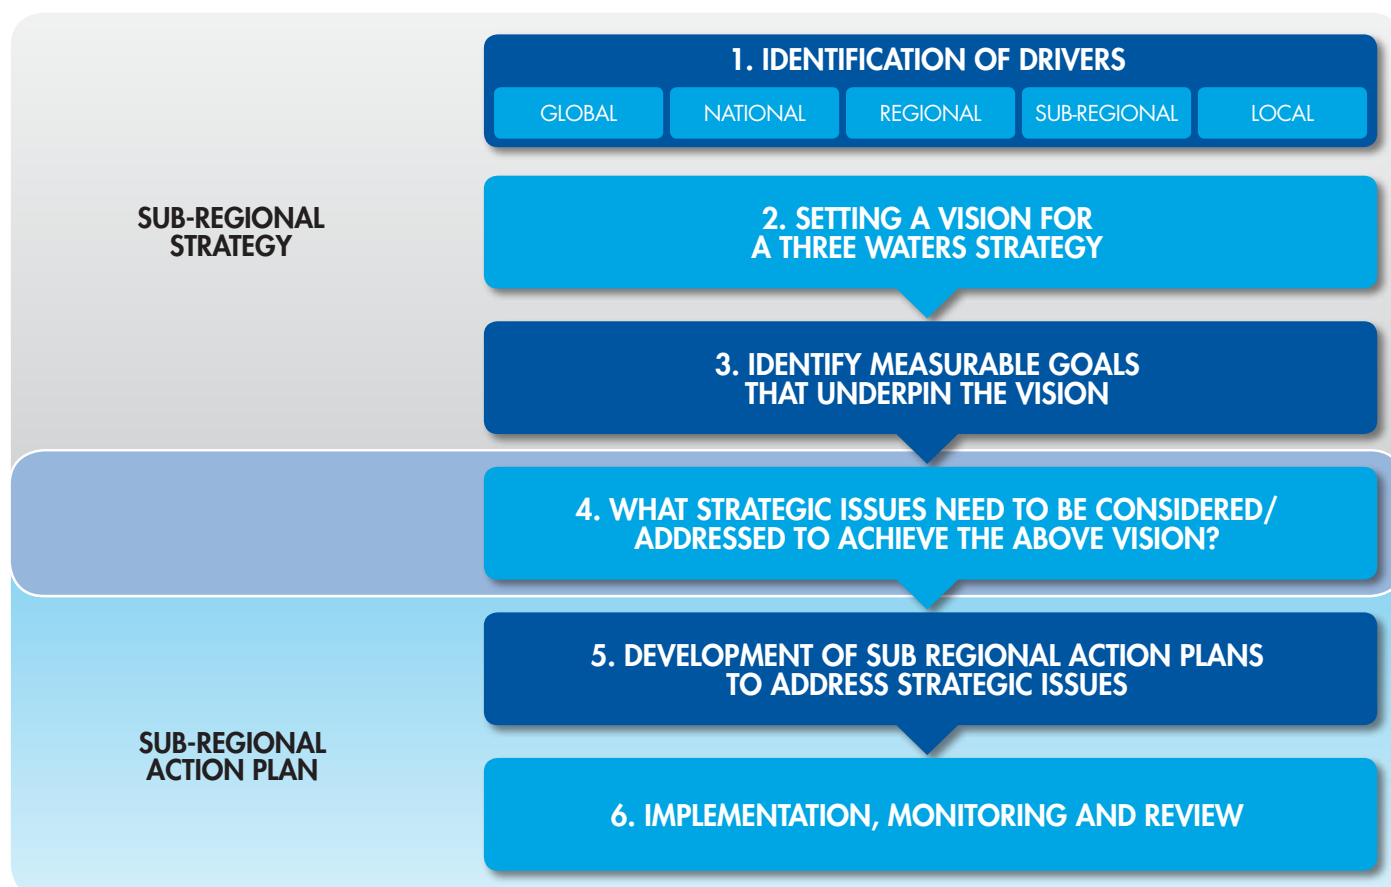 1. IDENTIFICATION OF DRIVERS
GLOBAL
NATIONAL
REGIONAL
SUB-REGIONAL
LOCAL
SUB-REGIONAL
STRATEGY
2. SETTING A VISION FOR
A THREE WATERS STRATEGY
3. IDENTIFY MEASURABLE GOALS
THAT UNDERPIN THE VISION
4. WHAT STRATEGIC ISSUES NEED TO BE CONSIDERED/
ADDRESSED TO ACHIEVE THE ABOVE VISION?
5. DEVELOPMENT OF SUB REGIONAL ACTION PLANS
TO ADDRESS STRATEGIC ISSUES
SUB-REGIONAL
ACTION PLAN
6. IMPLEMENTATION, MONITORING AND REVIEW